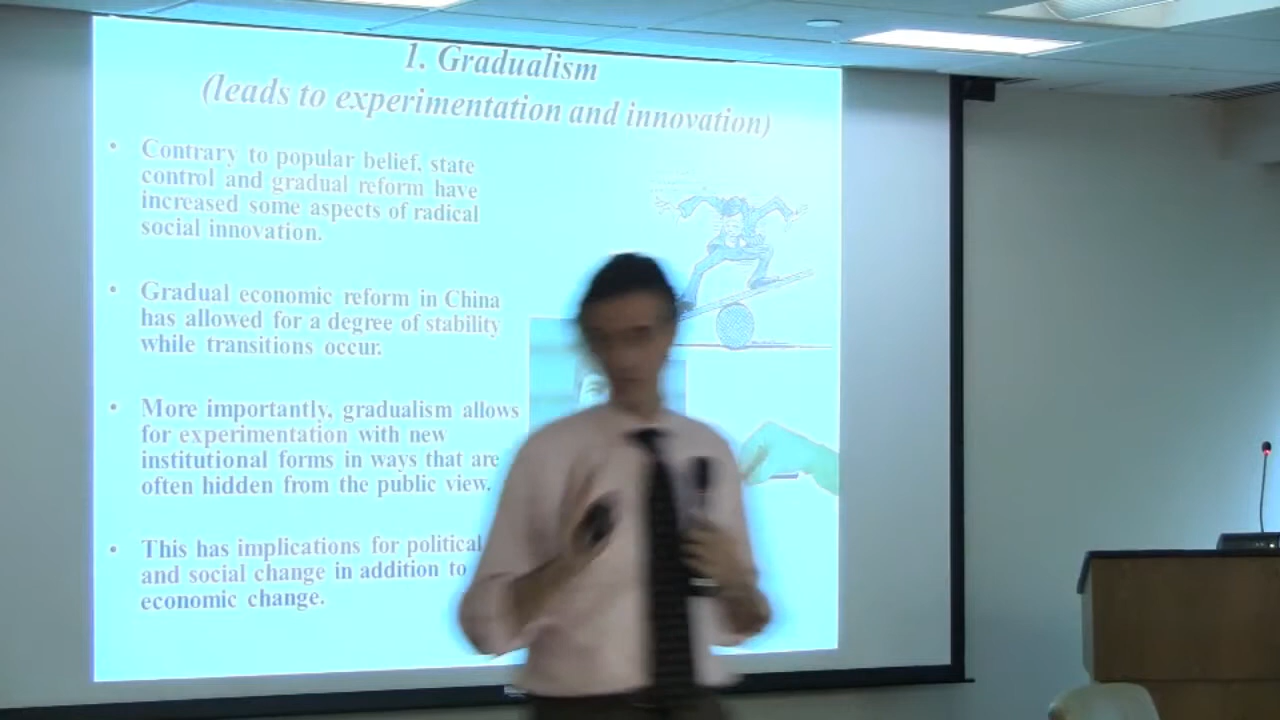 1. Gradualism
(leads to experimentation and innovation)
• Contrary to popular belief, state
control and gradual reform have
increased some aspects of radical
social innovation.
• Gradual economic reform in China
has allowed for a degree of stability
while transitions occur.
• More importantly, gradualism allows
for experimentation with new
institutional forms in ways that are
often hidden from the public view.
• This has implications for political
and social change in addition to
economic change.